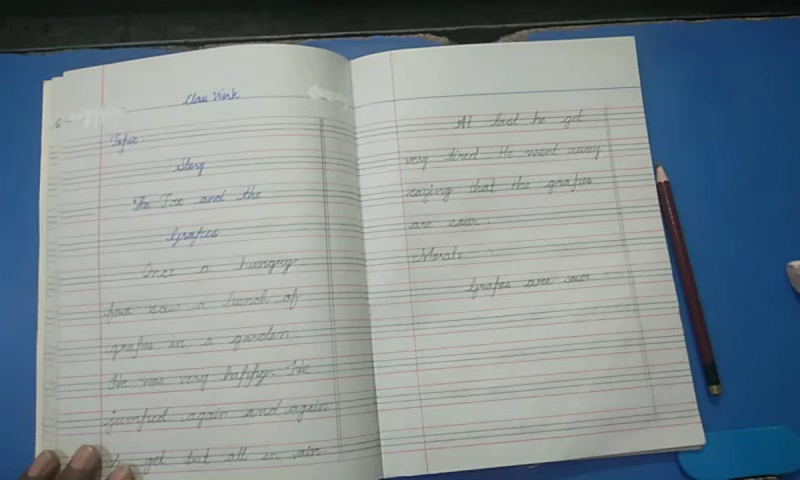 Class Work
Topic:
Story
"The Fox and the
Grapes
Once a hungry
fox saw a bunch of
grapes in a garden.
He was very happy. He
jumped again and again
get but all in vain.
At last he got
very tired. He went away
saying that the grapes
are sour.
Moral:
Grapes are sour.